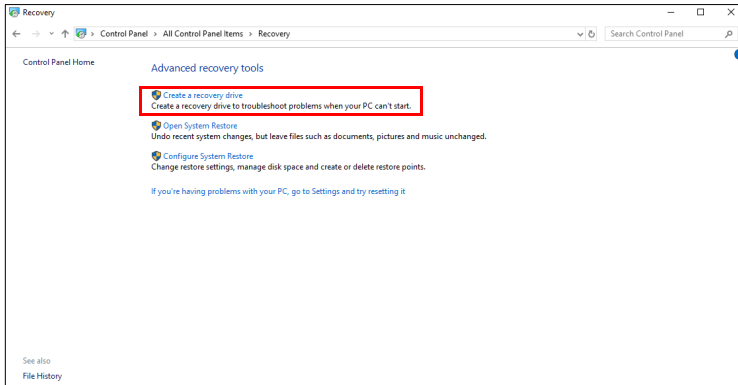 Recovery
Control Panel > All Control Panel Items > Recovery
Search Control Panel
Control Panel Home
Advanced recovery tools
Create a recovery drive
Create a recovery drive to troubleshoot problems when your PC can't start.
Open System Restore
Undo recent system changes, but leave files such as documents, pictures and music unchanged.
Configure System Restore
Change restore settings, manage disk space and create or delete restore points.
If you're having problems with your PC, go to Settings and try resetting it
See also
File History